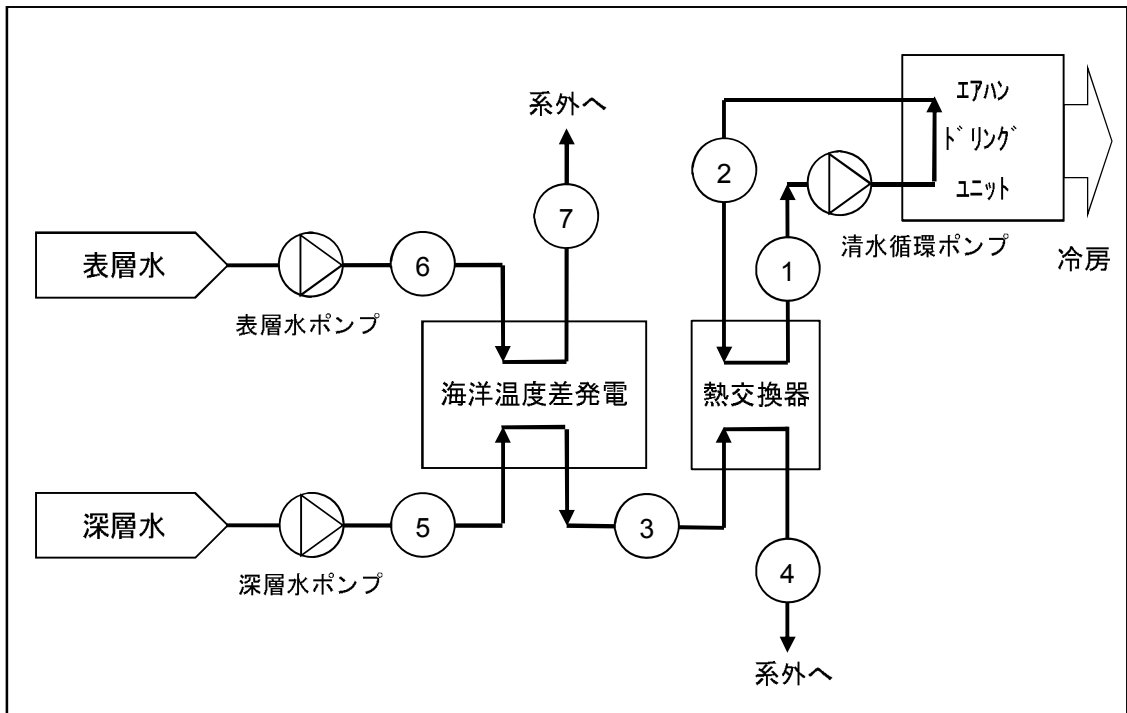 系外へ
エアハン
ドリング
ユニット
2
7
清水循環ポンプ
表層水
6
1
冷房
表層水ポンプ
海洋温度差発電
熱交換器
深層水
5
3
深層水ポンプ
4
系外へ